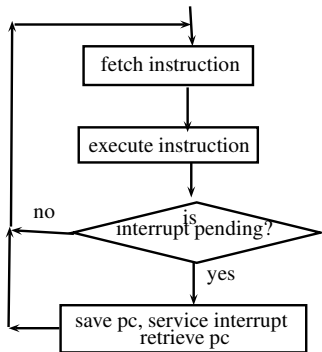 fetch instruction
execute instruction
is
interrupt pending?
no
yes
save pc, service interrupt
retrieve pc